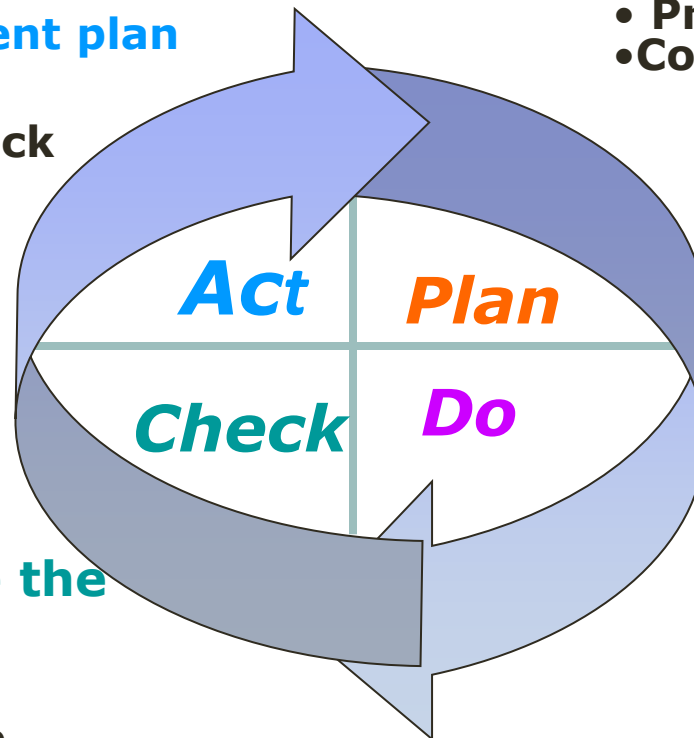 ent plan
• Pr
•Co
ck
Act
Plan
Check
Do
the